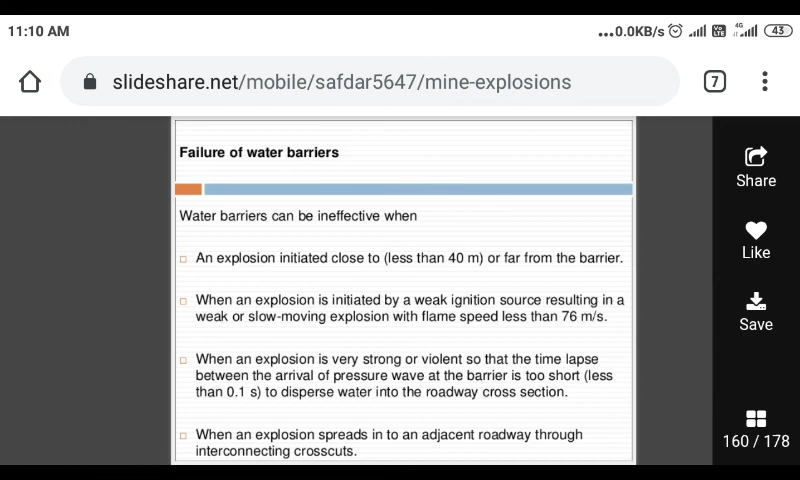 11:10 AM
...0.0KB/s
Vo LTE
4G
43
slideshare.net/mobile/safdar5647/mine-explosions
7
Failure of water barriers
Water barriers can be ineffective when
An explosion initiated close to (less than 40 m) or far from the barrier.
When an explosion is initiated by a weak ignition source resulting in a
weak or slow-moving explosion with flame speed less than 76 m/s.
When an explosion is very strong or violent so that the time lapse
between the arrival of pressure wave at the barrier is too short (less
than 0.1 s) to disperse water into the roadway cross section.
When an explosion spreads in to an adjacent roadway through
interconnecting crosscuts.
Share
Like
Save
160 / 178